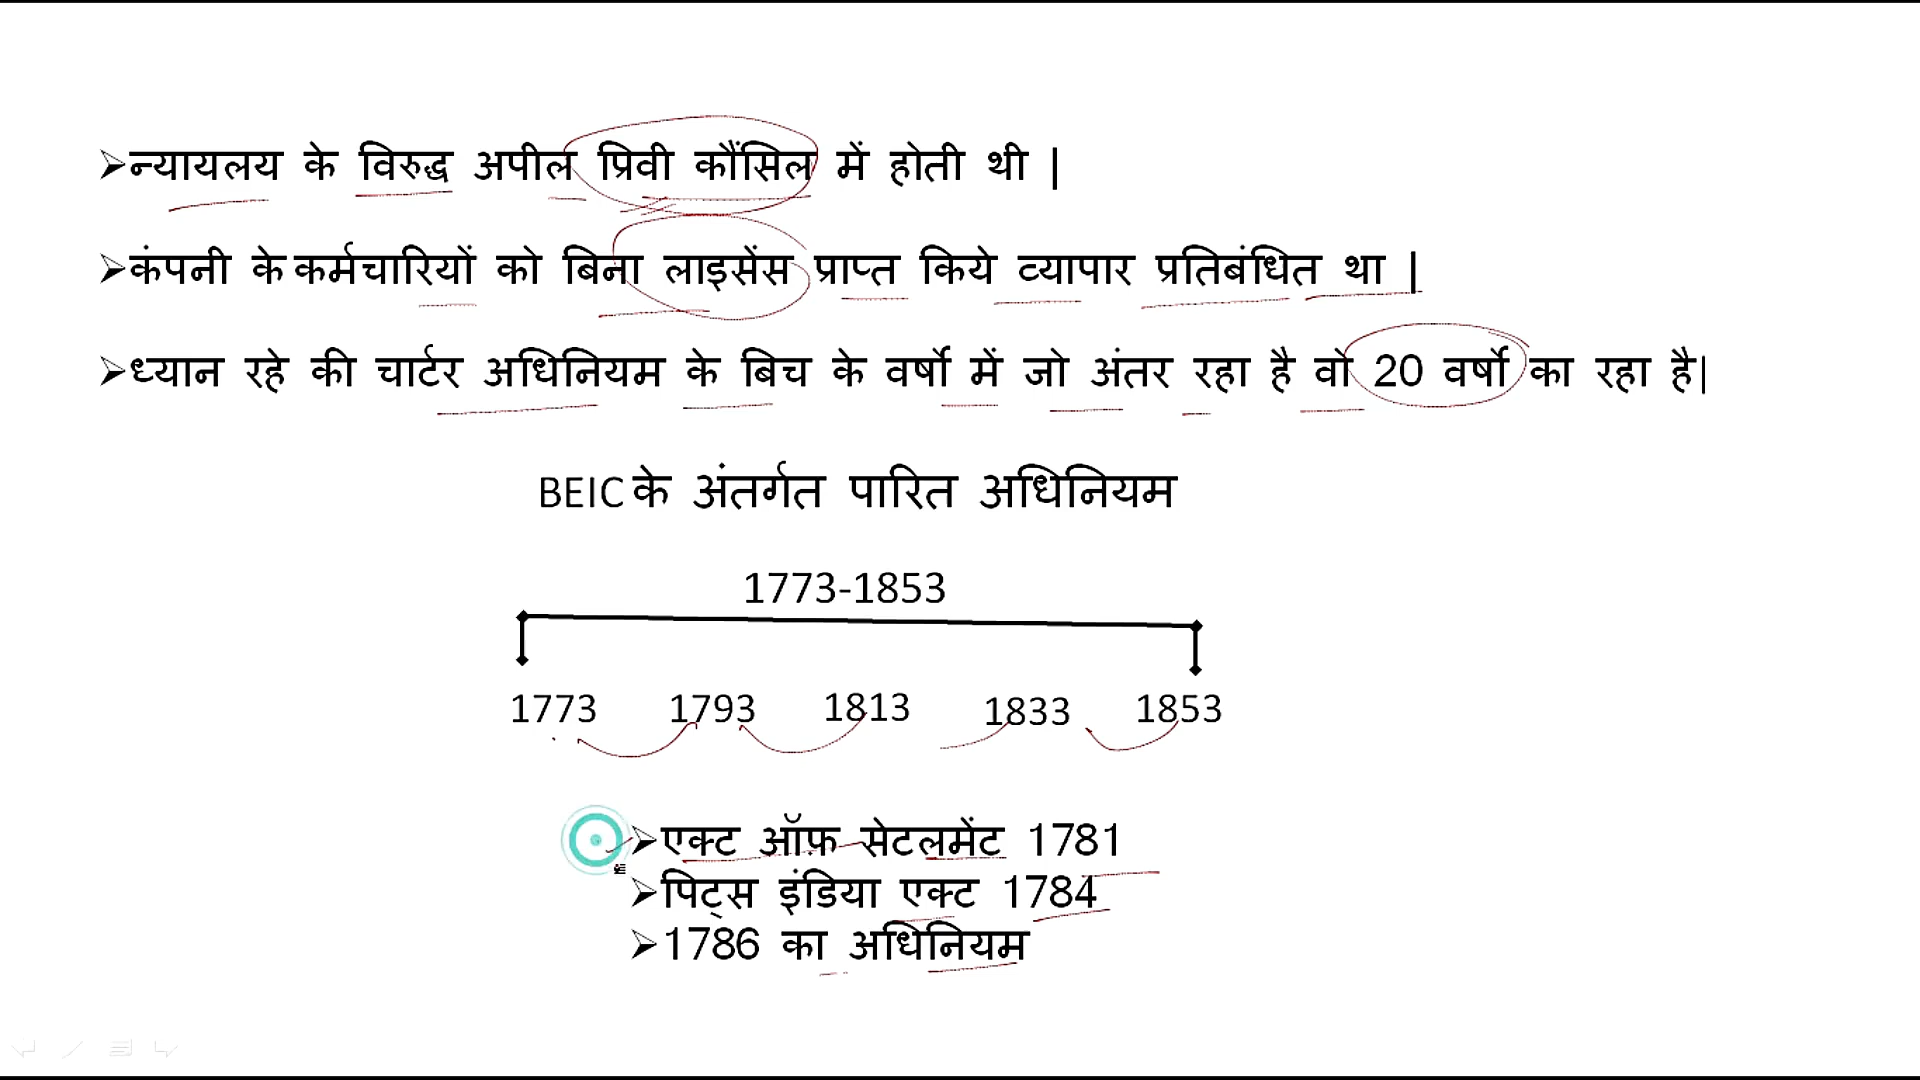 ➢न्यायलय के विरुद्ध अपील प्रिवी कौंसिल में होती थी |
➢कंपनी के कर्मचारियों को बिना लाइसेंस प्राप्त किये व्यापार प्रतिबंधित था |
➢ध्यान रहे की चार्टर अधिनियम के बिच के वर्षो में जो अंतर रहा है वो 20 वर्षो का रहा है|
BEIC के अंतर्गत पारित अधिनियम
1773-1853
1773 1793 1813 1833 1853
➢एक्ट ऑफ़ सेटलमेंट 1781
➢पिट्स इंडिया एक्ट 1784
➢1786 का अधिनियम